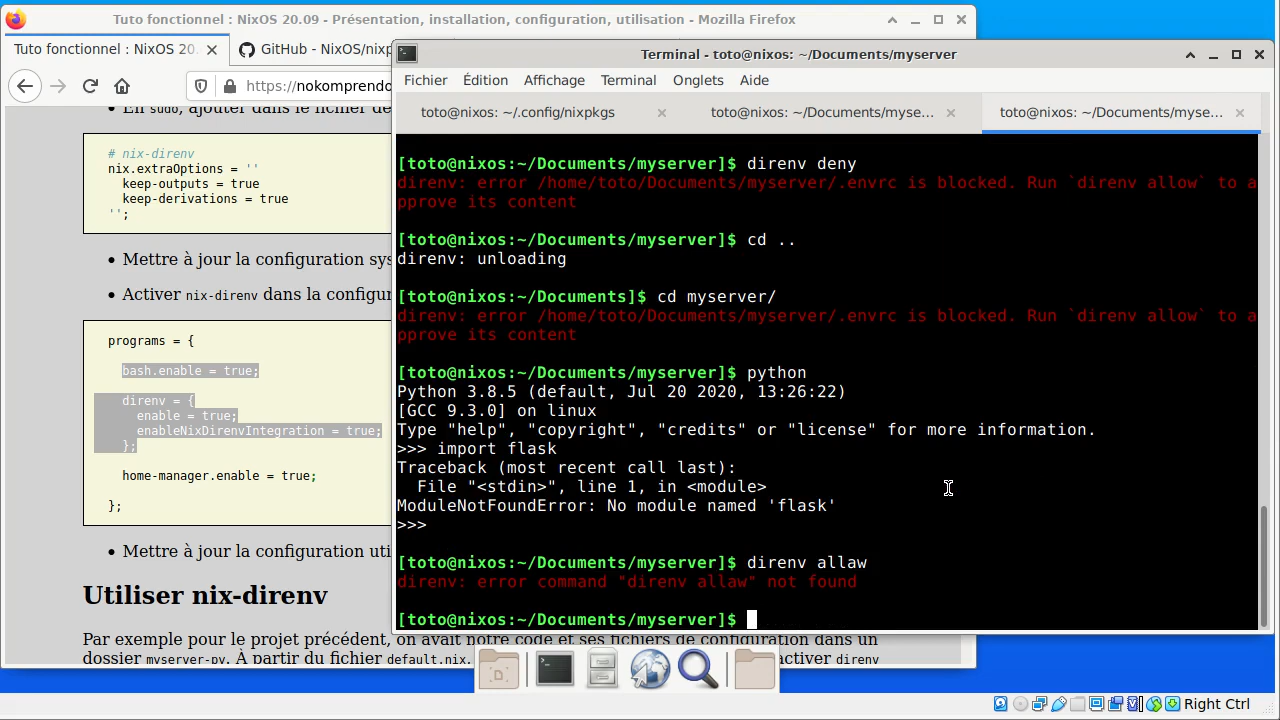 Tuto fonctionnel : NixOS 20.09 - Présentation, installation, configuration, utilisation - Mozilla Firefox
Tuto fonctionnel : NixOS 20.
GitHub - NixOS/nixp
https://nokomprendo
En sudo, ajouter dans le fichier de
# nix-direnv
nix.extraOptions = ''
keep-outputs = true
keep-derivations = true
'';
Mettre à jour la configuration sys
Activer nix-direnv dans la configur
programs = {
bash.enable = true;
direnv = {
enable = true;
enableNixDirenvIntegration = true;
};
home-manager.enable = true;
};
Mettre à jour la configuration uti
Utiliser nix-direnv
Par exemple pour le projet précédent, on avait notre code et ses fichiers de configuration dans un
dossier myserver-py. À partir du fichier default.nix.
activer direnv
Terminal - toto@nixos: ~/Documents/myserver
Fichier Édition Affichage Terminal Onglets Aide
toto@nixos: ~/.config/nixpkgs
toto@nixos: ~/Documents/myse...
toto@nixos: ~/Documents/myse...
[toto@nixos:~/Documents/myserver]$ direnv deny
direnv: error /home/toto/Documents/myserver/.envrc is blocked. Run `direnv allow` to a
pprove its content
[toto@nixos:~/Documents/myserver]$ cd ..
direnv: unloading
[toto@nixos:~/Documents]$ cd myserver/
direnv: error /home/toto/Documents/myserver/.envrc is blocked. Run `direnv allow` to a
pprove its content
[toto@nixos:~/Documents/myserver]$ python
Python 3.8.5 (default, Jul 20 2020, 13:26:22)
[GCC 9.3.0] on linux
Type "help", "copyright", "credits" or "license" for more information.
>>> import flask
Traceback (most recent call last):
File "<stdin>", line 1, in <module>
ModuleNotFoundError: No module named 'flask'
>>>
[toto@nixos:~/Documents/myserver]$ direnv allaw
direnv: error command "direnv allaw" not found
[toto@nixos:~/Documents/myserver]$
Right Ctrl